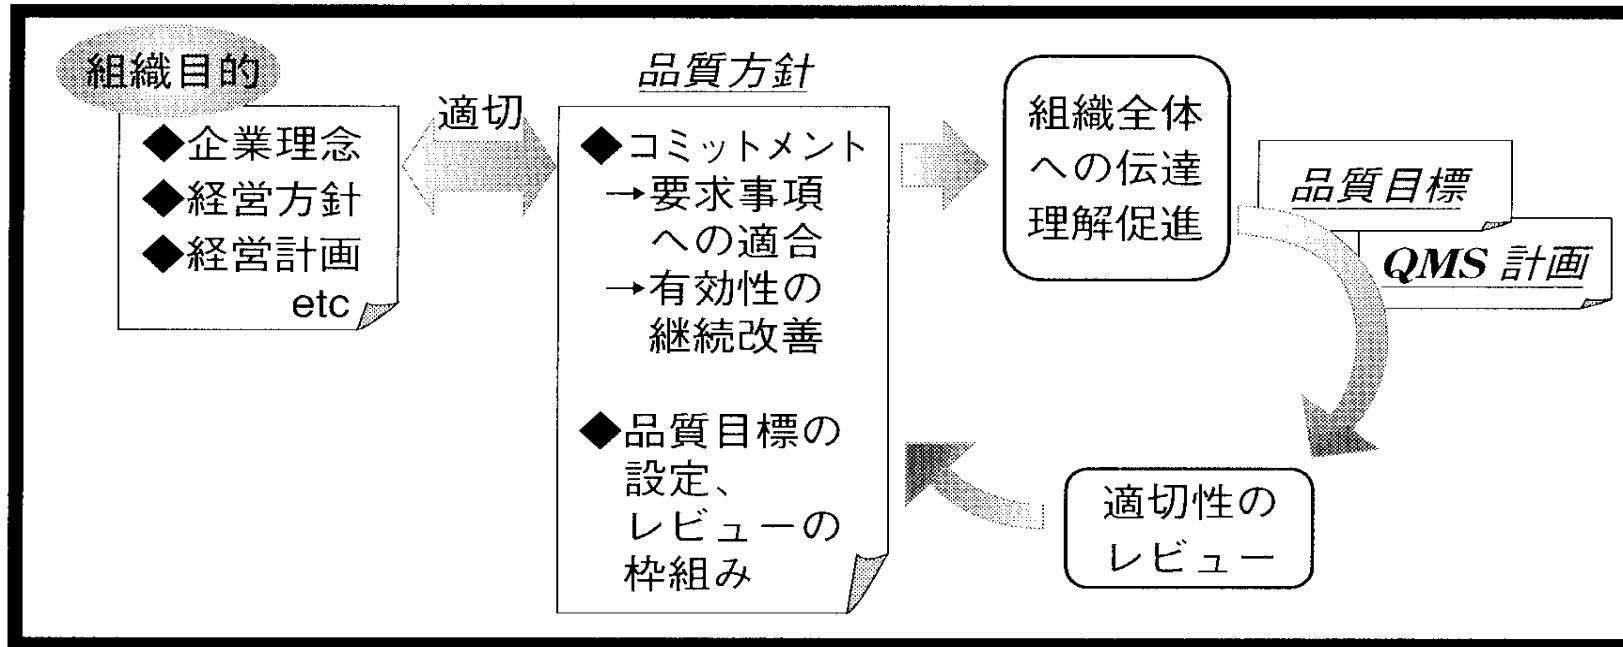 組織目的
◆企業理念
◆経営方針
◆経営計画
etc
適切
品質方針
◆コミットメント
→要求事項
への適合
→有効性の
継続改善
◆品質目標の
設定、
レビューの
枠組み
組織全体
への伝達
理解促進
品質目標
QMS 計画
適切性の
レビュー